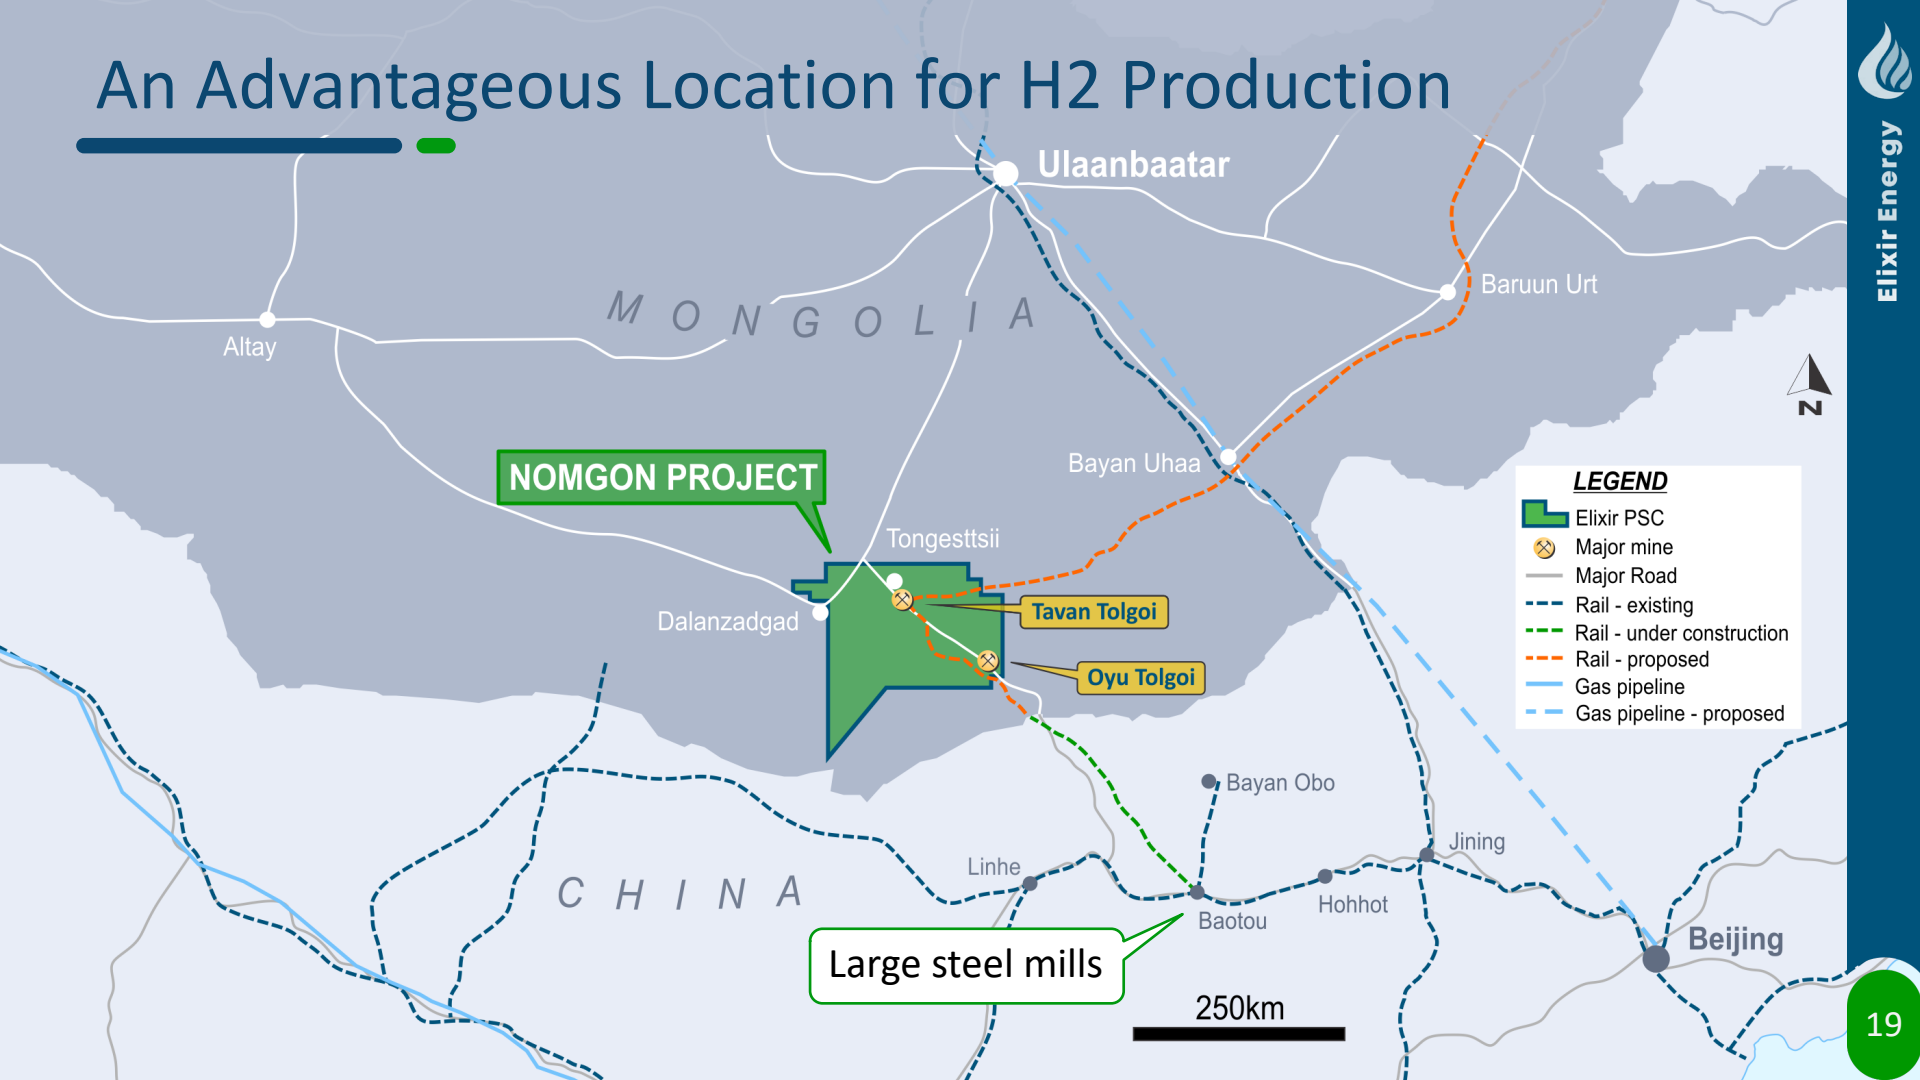 An Advantageous Location for H2 Production
Elixir Energy
Ulaanbaatar
Baruun Urt
MONGOLIA
Altay
N
Bayan Uhaa
NOMGON PROJECT
Tongesttsii
Dalanzadgad
Tavan Tolgoi
Oyu Tolgoi
LEGEND
Elixir PSC
Major mine
Major Road
Rail - existing
Rail - under construction
Rail - proposed
Gas pipeline
Gas pipeline - proposed
Bayan Obo
Jining
Linhe
CHINA
Hohhot
Baotou
Beijing
Large steel mills
250km
19